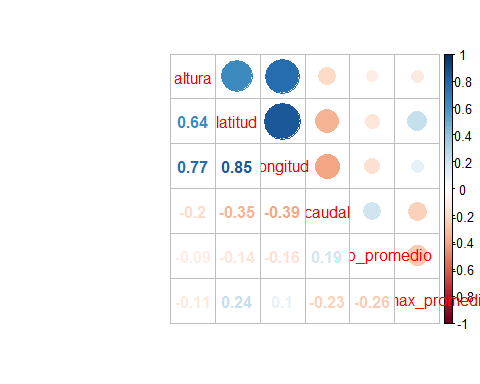 altura
0.64 latitud
0.77 0.85 ongitud
-0.2 -0.35 -0.39 caudal
-0.09 -0.14 -0.16 0.19 o_promedio
-0.11 0.24 0.1 -0.23 -0.26 nax_promedi
1
0.8
0.6
0.4
0.2
0
-0.2
-0.4
-0.6
-0.8
-1